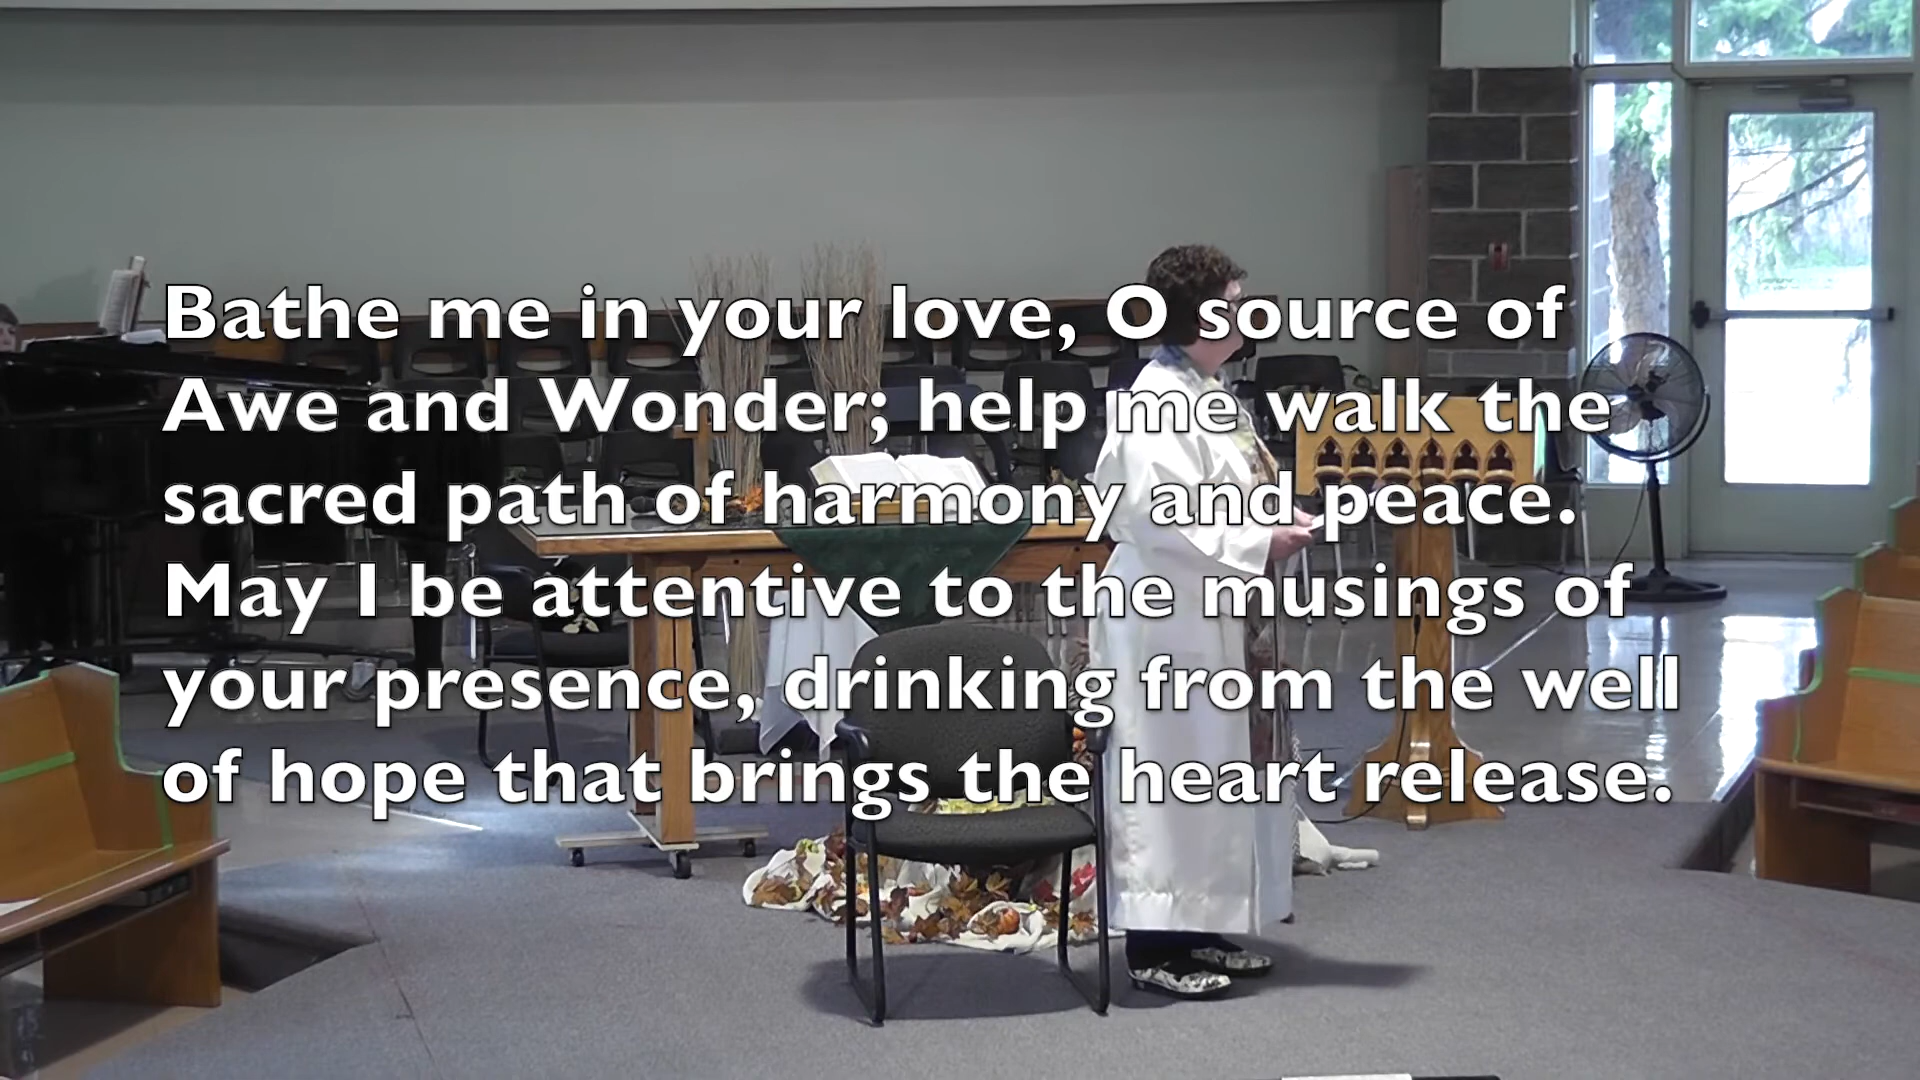 Bathe me in your love, O source of
Awe and Wonder; help me walk the
sacred path of harmony and peace.
May I be attentive to the musings of
your presence, drinking from the well
of hope that brings the heart release.